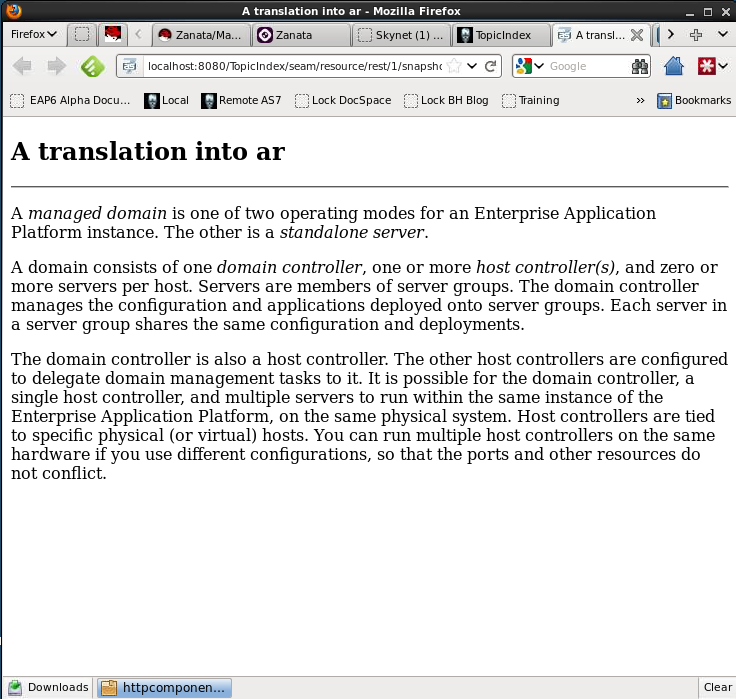 A translation into ar - Mozilla Firefox
Firefox
Zanata/Ma...
Zanata
Skynet (1) ...
TopicIndex
A transl...
localhost:8080/TopicIndex/seam/resource/rest/1/snapsh
Google
EAP6 Alpha Docu...
Local
Remote AS7
Lock DocSpace
Lock BH Blog
Training
»
Bookmarks
A translation into ar
A managed domain is one of two operating modes for an Enterprise Application
Platform instance. The other is a standalone server.
A domain consists of one domain controller, one or more host controller(s), and zero or
more servers per host. Servers are members of server groups. The domain controller
manages the configuration and applications deployed onto server groups. Each server in
a server group shares the same configuration and deployments.
The domain controller is also a host controller. The other host controllers are configured
to delegate domain management tasks to it. It is possible for the domain controller, a
single host controller, and multiple servers to run within the same instance of the
Enterprise Application Platform, on the same physical system. Host controllers are tied
to specific physical (or virtual) hosts. You can run multiple host controllers on the same
hardware if you use different configurations, so that the ports and other resources do
not conflict.
Downloads
httpcomponen...
Clear